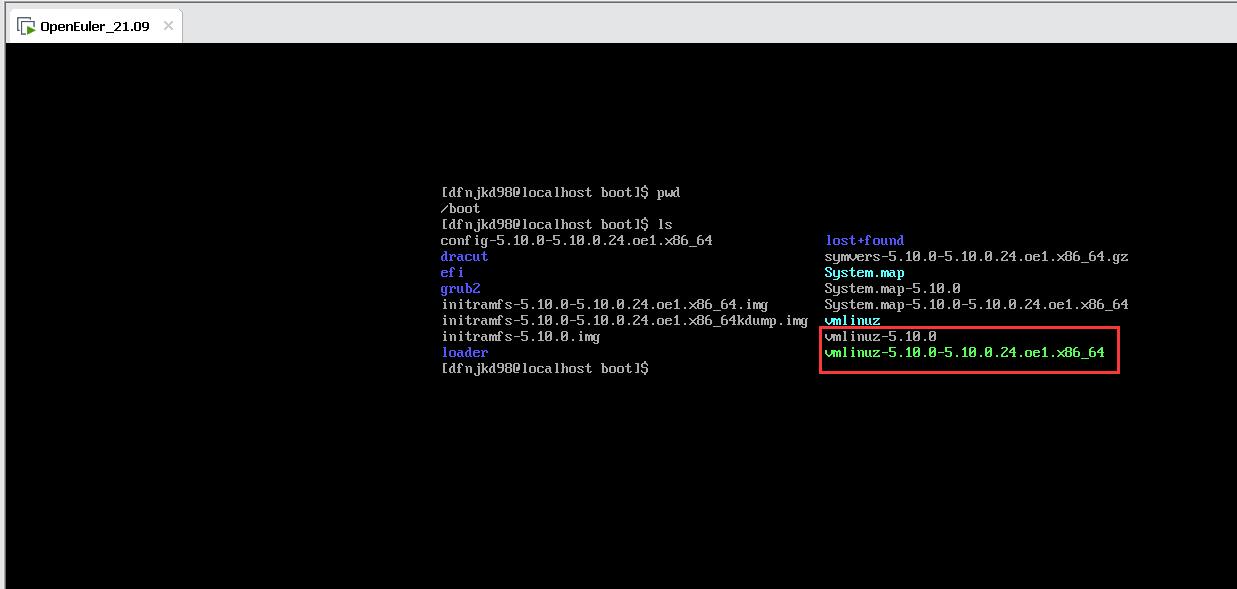 OpenEuler_21.09
[dfnjkd98@localhost boot]$ pwd
/boot
[dfnjkd98@localhost boot]$ ls
config-5.10.0-5.10.0.24.oe1.x86_64 lost+found
dracut symvers-5.10.0-5.10.0.24.oe1.x86_64.gz
efi System.map
grub2 System.map-5.10.0
initramfs-5.10.0-5.10.0.24.oe1.x86_64.img System.map-5.10.0-5.10.0.24.oe1.x86_64
initramfs-5.10.0-5.10.0.24.oe1.x86_64kdump.img vmlinuz
initramfs-5.10.0.img vmlinuz-5.10.0
loader vmlinuz-5.10.0-5.10.0.24.oe1.x86_64
[dfnjkd98@localhost boot]$